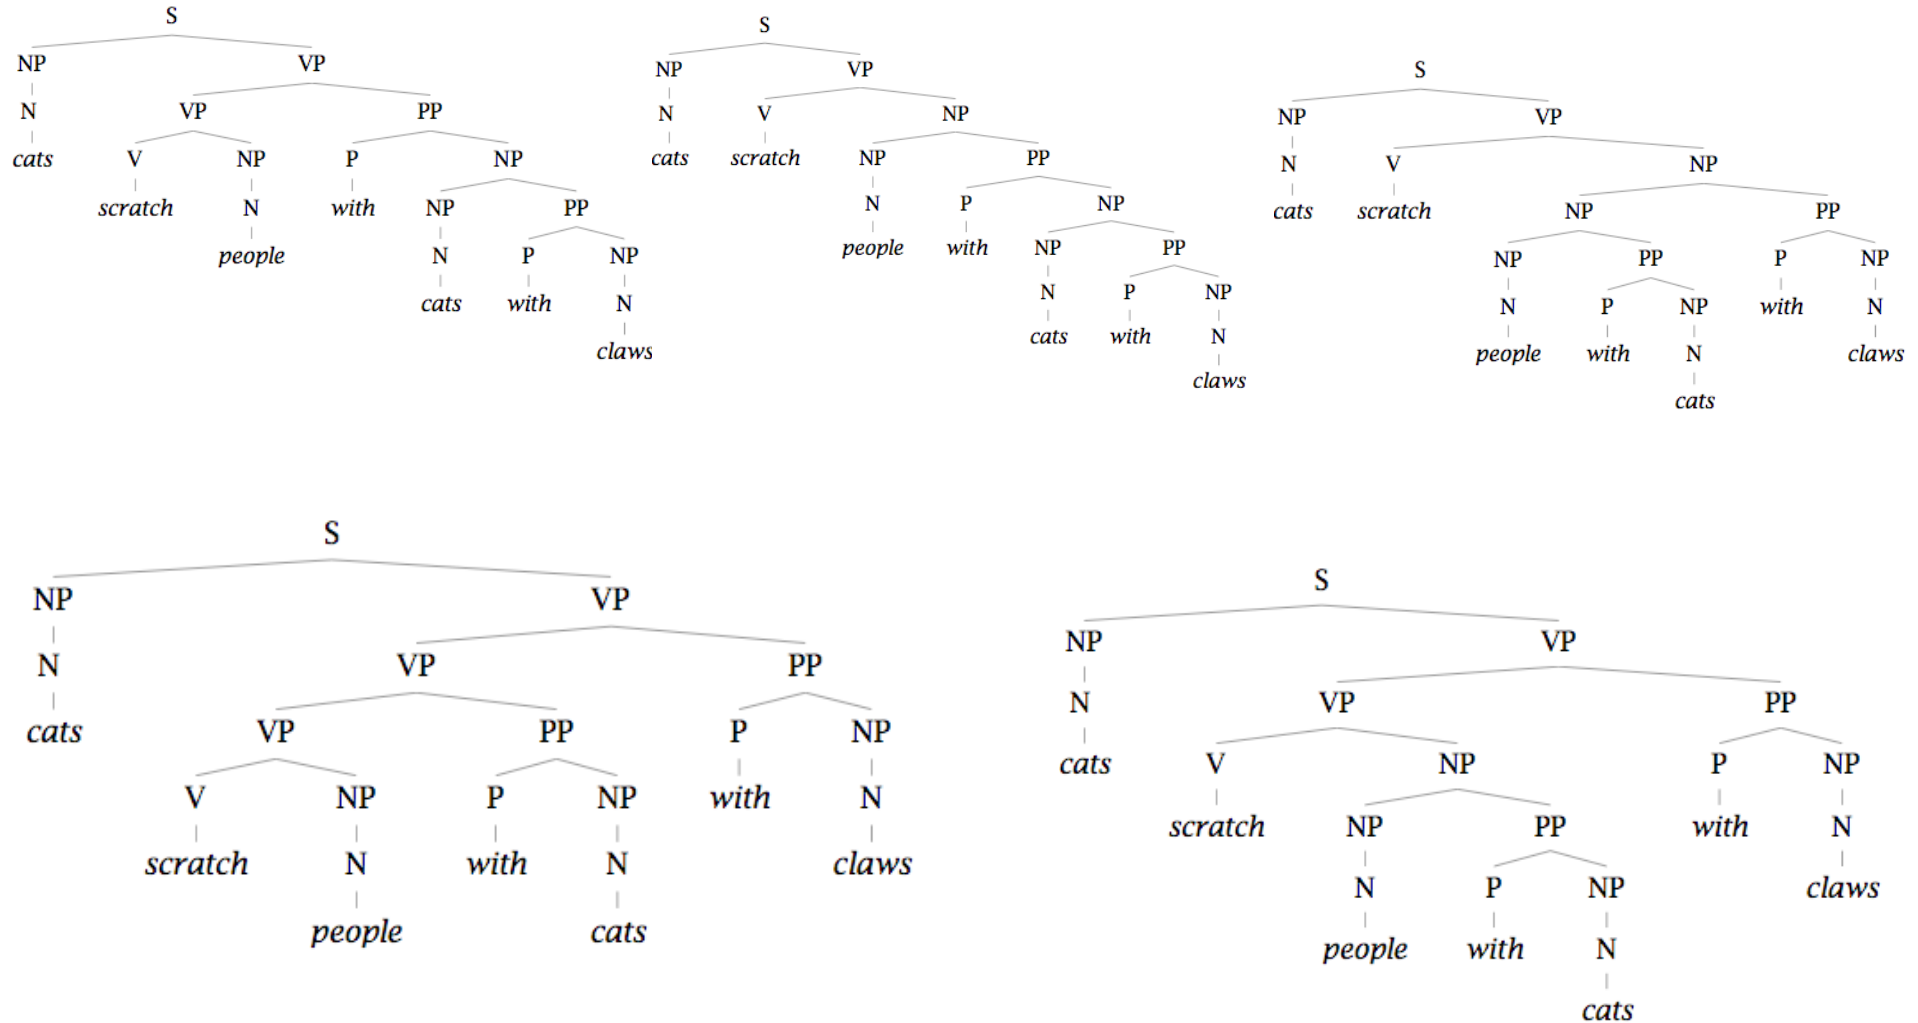 S
NP VP
N VP PP
cats V NP P NP
scratch N with NP PP
people N P NP
cats with N
claws
S
NP VP
N V NP
cats scratch NP PP
N P NP
people with NP PP
N P NP
cats with N
claws
S
NP VP
N V NP
cats scratch NP PP
NP PP P NP
N P NP with N
people with N claws
cats
S
NP VP
N VP PP
cats VP PP P NP
V NP P NP with N
scratch N with N claws
people cats
S
NP VP
N VP PP
cats V NP P NP
scratch NP PP with N
N P NP claws
people with N
cats